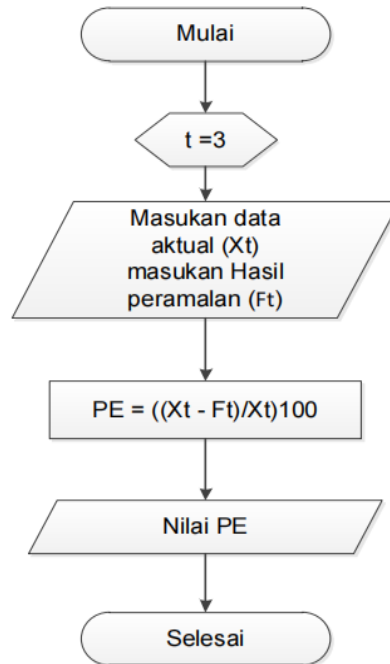 Mulai
t =3
Masukan data
aktual (Xt)
masukan Hasil
peramalan (Ft)
PE = ((Xt - Ft)/Xt)100
Nilai PE
Selesai